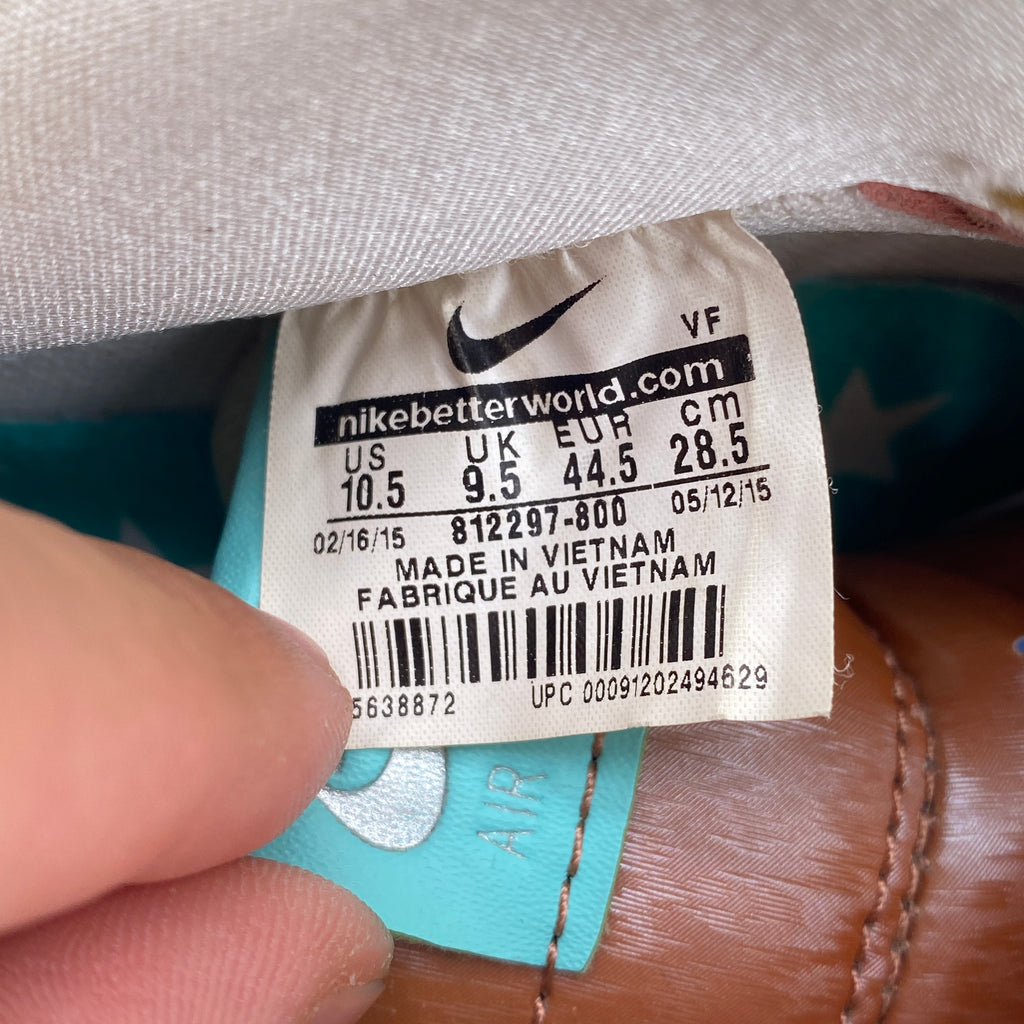 VF
nikebetterworld.com
US UK EUR cm
10.5 9.5 44.5 28.5
02/16/15 812297-800 05/12/15
MADE IN VIETNAM
FABRIQUE AU VIETNAM
5638872 UPC 00091202494629
AIR